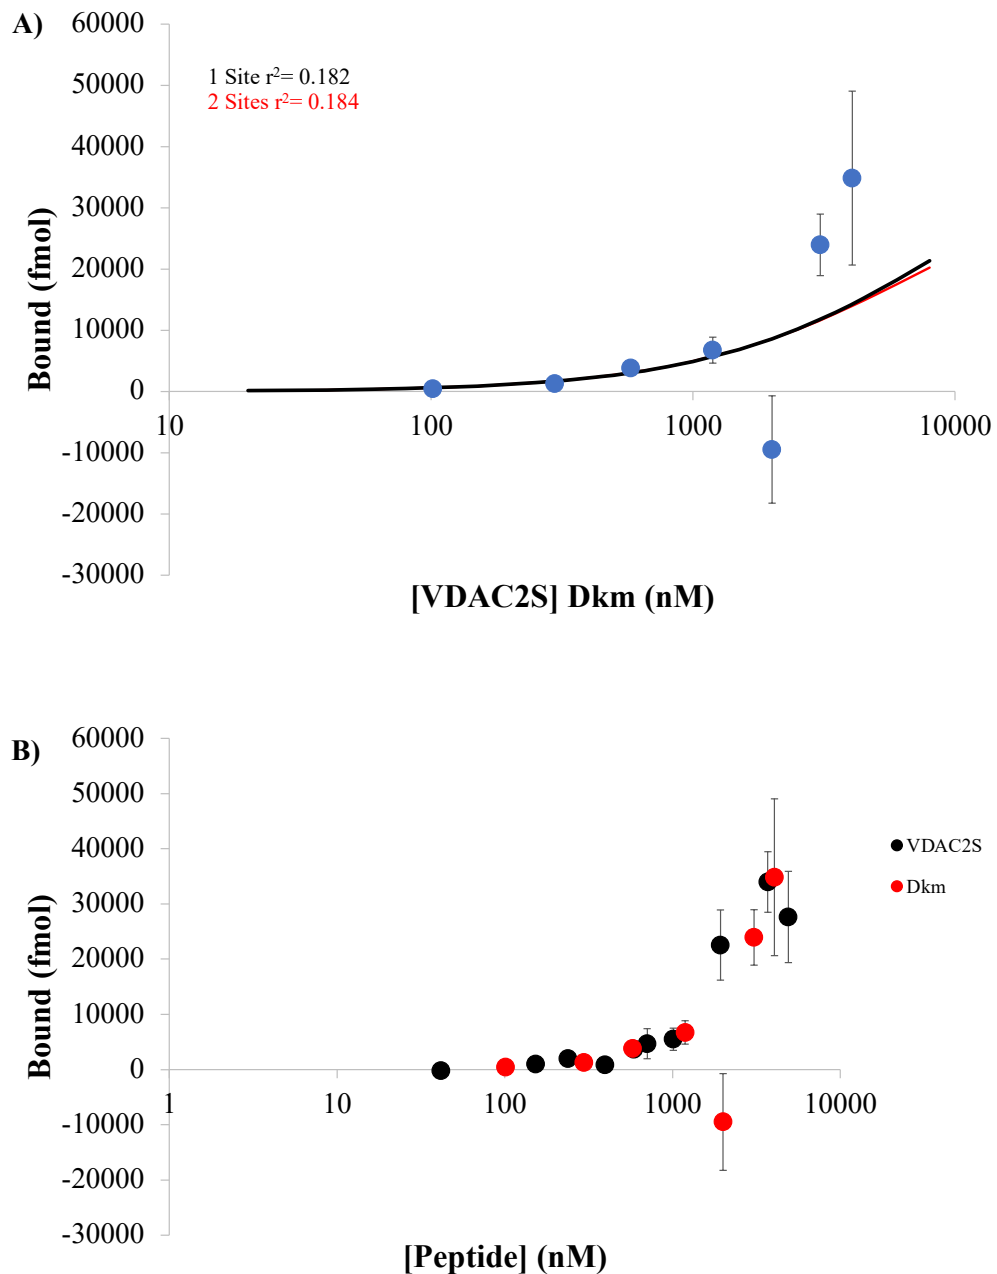 A)
60000
50000
40000
30000
20000
10000
0
-10000
-20000
-30000
1 Site r²= 0.182
2 Sites r²= 0.184
Bound (fmol)
10 100 1000 10000
[VDAC2S] Dkm (nM)
B)
60000
50000
40000
30000
20000
10000
0
-10000
-20000
-30000
Bound (fmol)
1 10 100 1000 10000
VDAC2S
Dkm
[Peptide] (nM)